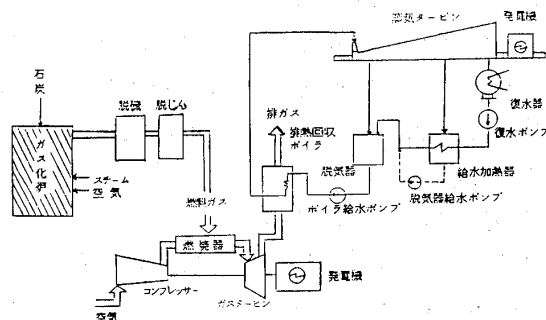 蒸気タービン
発電機
石炭
脱硫
脱じん
排ガス
排熱回収
ボイラ
復水器
復水ポンプ
脱気器
給水加熱器
脱気器給水ポンプ
ガス化炉
スチーム
空気
燃料ガス
ボイラ給水ポンプ
燃焼器
コンプレッサー
空気
ガスタービン
発電機